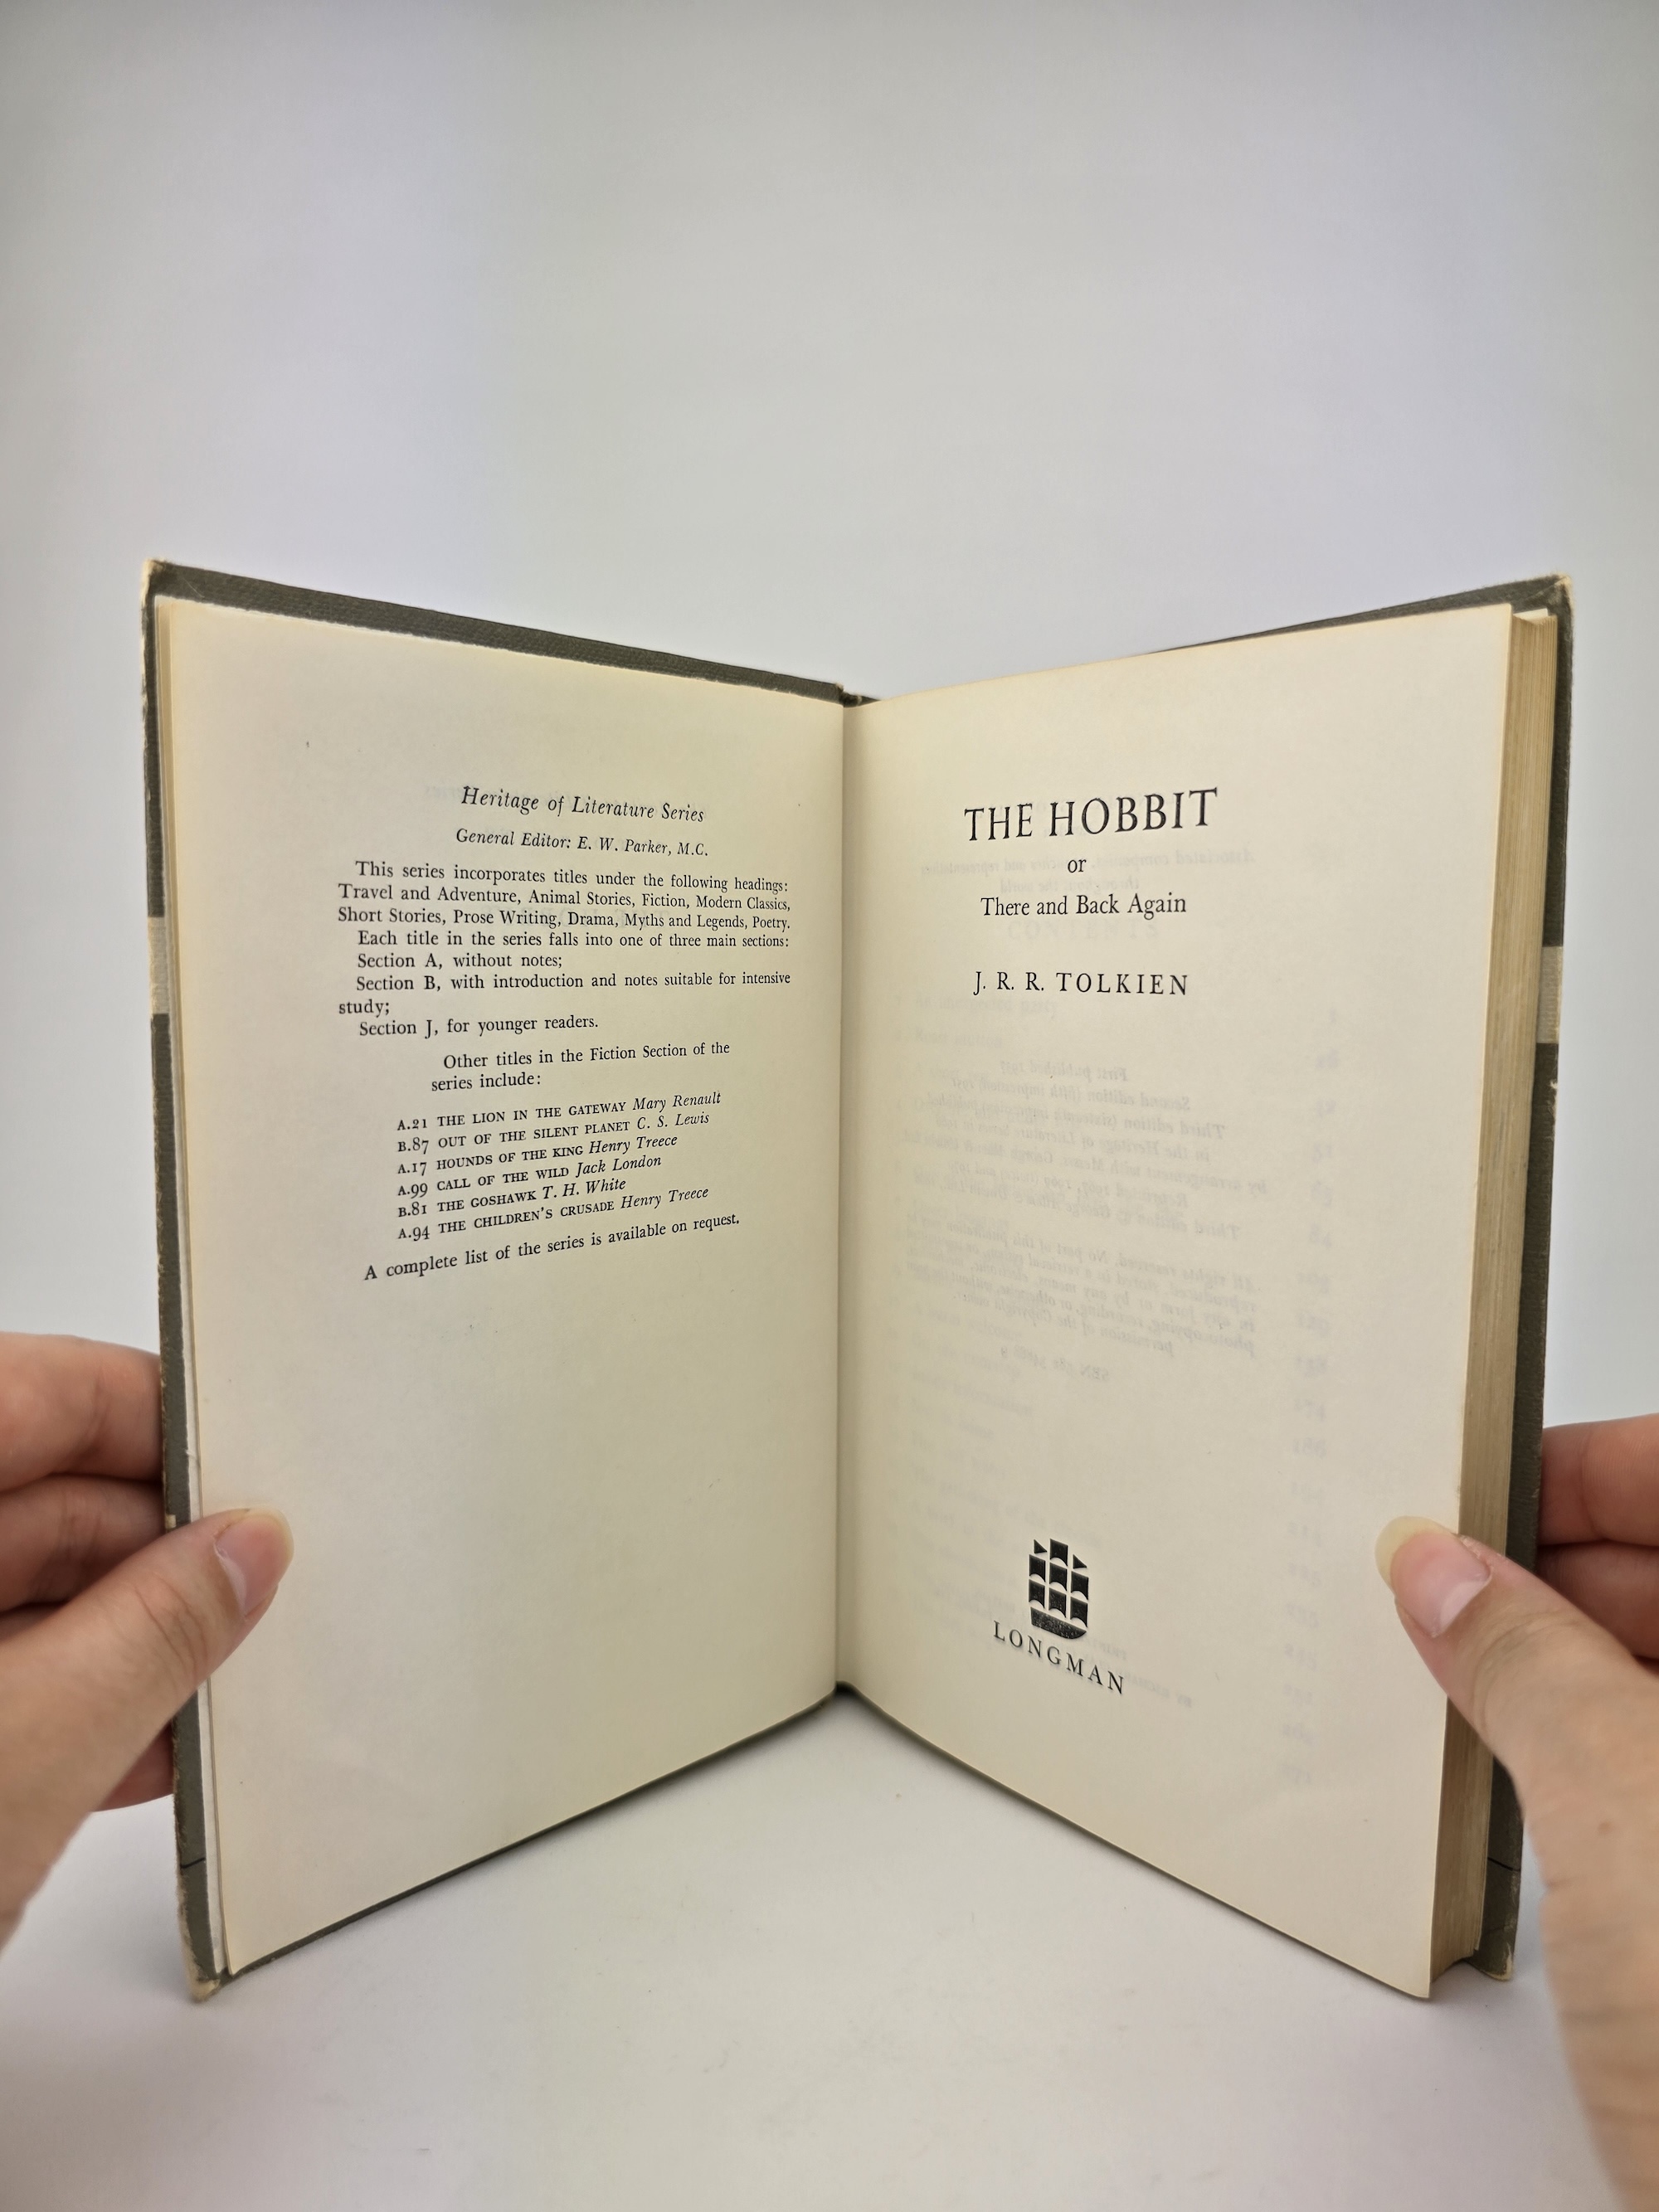 Heritage of Literature Series
General Editor: E. W. Parker, M.C.
This series incorporates titles under the following headings:
Travel and Adventure, Animal Stories, Fiction, Modern Classics,
Short Stories, Prose Writing, Drama, Myths and Legends, Poetry.
Each title in the series falls into one of three main sections:
Section A, without notes;
Section B, with introduction and notes suitable for intensive
study;
Section J, for younger readers.
Other titles in the Fiction Section of the
series include:
A.21 THE LION IN THE GATEWAY Mary Renault
B.87 OUT OF THE SILENT PLANET C. S. Lewis
A.17 HOUNDS OF THE KING Henry Treece
A.99 CALL OF THE WILD Jack London
B.81 THE GOSHAWK T. H. White
A.94 THE CHILDREN'S CRUSADE Henry Treece
A complete list of the series is available on request.
THE HOBBIT
or
There and Back Again
J. R. R. TOLKIEN
LONGMAN